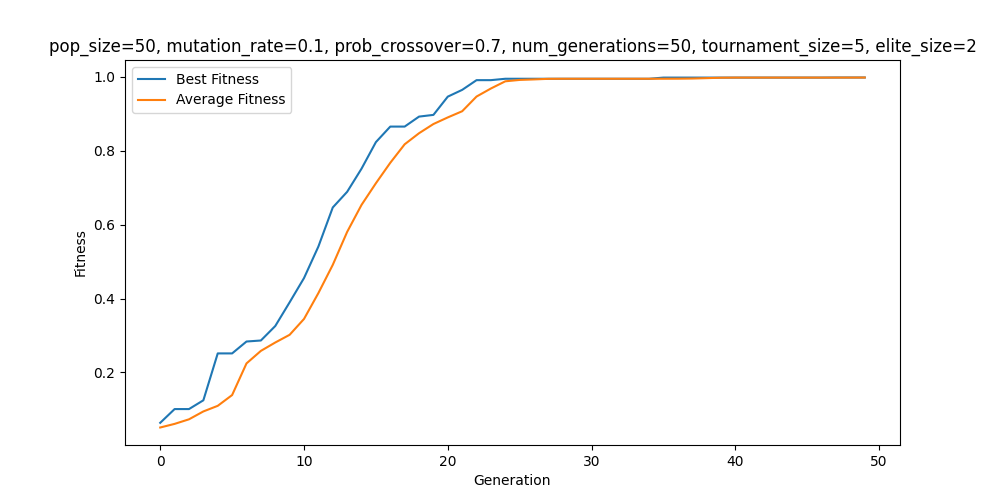 pop_size=50, mutation_rate=0.1, prob_crossover=0.7, num_generations=50, tournament_size=5, elite_size=2
Best Fitness
Average Fitness
1.0
0.8
0.6
0.4
0.2
Fitness
0 10 20 30 40 50
Generation